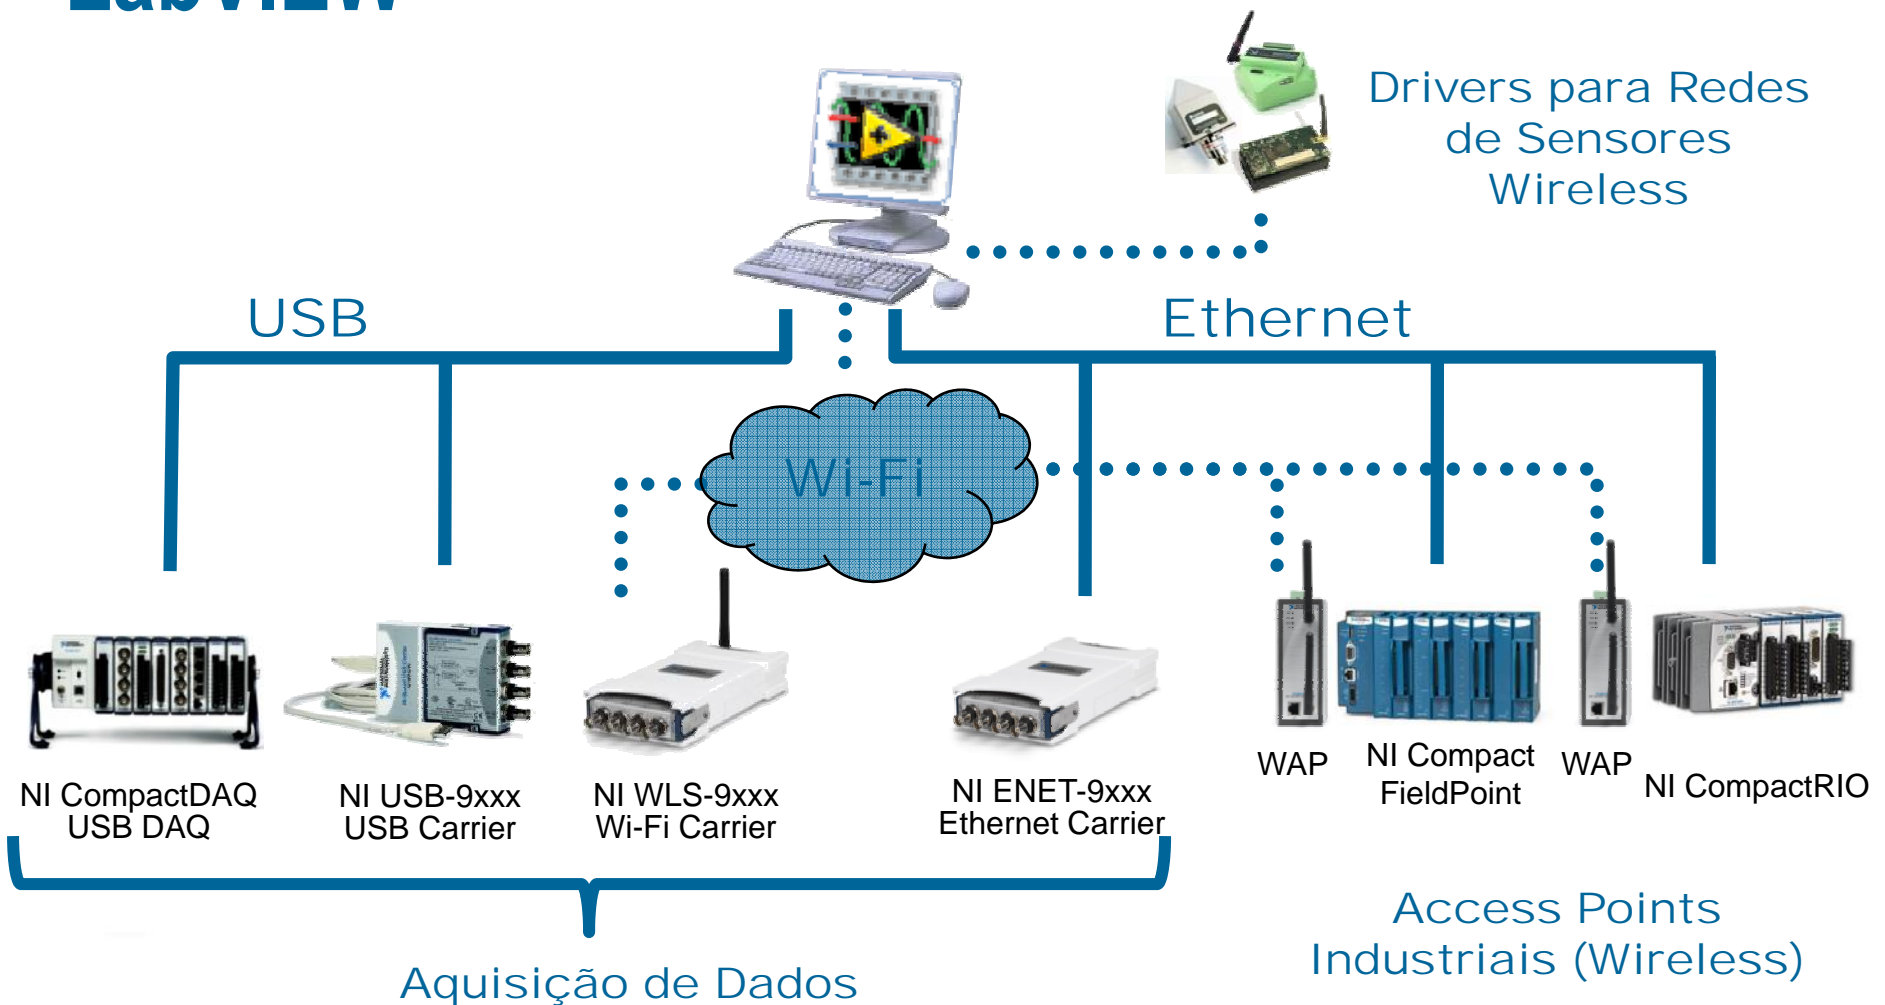 LabVIEW
Drivers para Redes
de Sensores
Wireless
USB
Ethernet
Wi-Fi
NI CompactDAQ
USB DAQ
NI USB-9xxx
USB Carrier
NI WLS-9xxx
Wi-Fi Carrier
NI ENET-9xxx
Ethernet Carrier
WAP
NI Compact
FieldPoint
WAP
NI CompactRIO
Aquisição de Dados
Access Points
Industriais (Wireless)